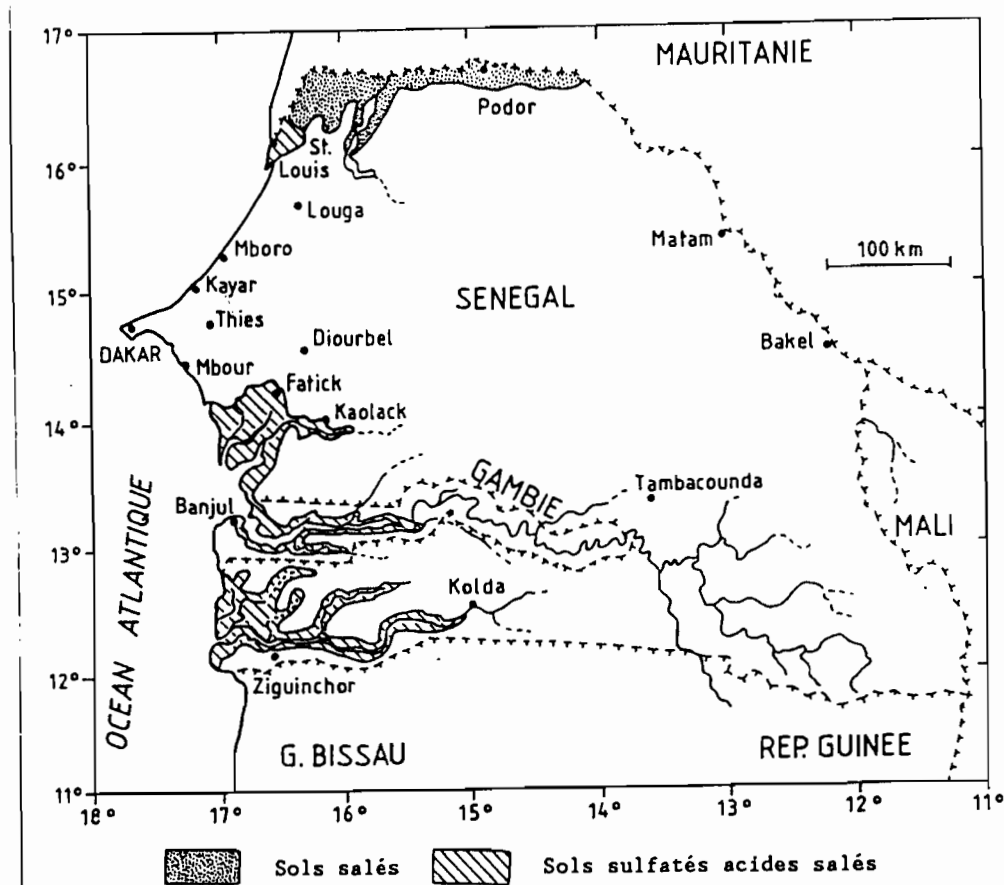 17°
MAURITANIE
Podor
St.
Louis
16°
Louga
Matam
Mboro
100 km
Kayar
15°
SENEGAL
Thies
Diourbel
DAKAR
Bakel
Mbour
Fatick
Kaolack
14°
GAMBIE
Tambacounda
Banjul
MALI
13°
Kolda
OCEAN ATLANTIQUE
12°
Ziguinchor
G. BISSAU
REP. GUINEE
11°
18° 17° 16° 15° 14° 13° 12° 11°
Sols salés Sols sulfatés acides salés